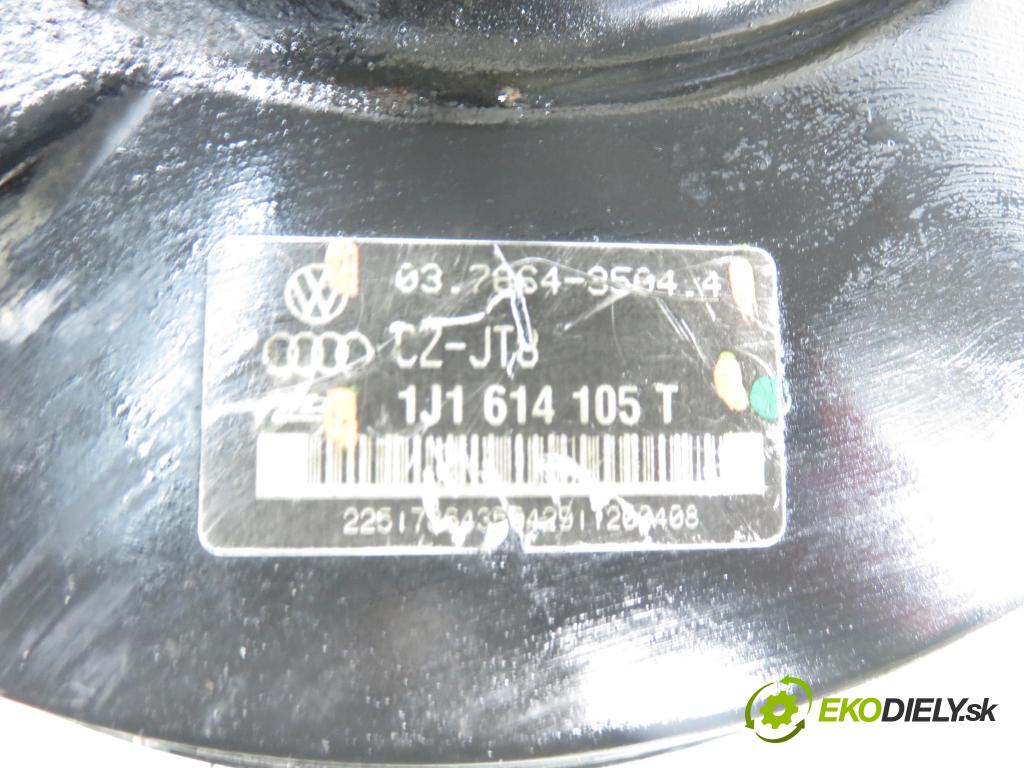 03.7864-3504.4
CZ-JT8
1J1 614 105 T
EKODIELY.sk